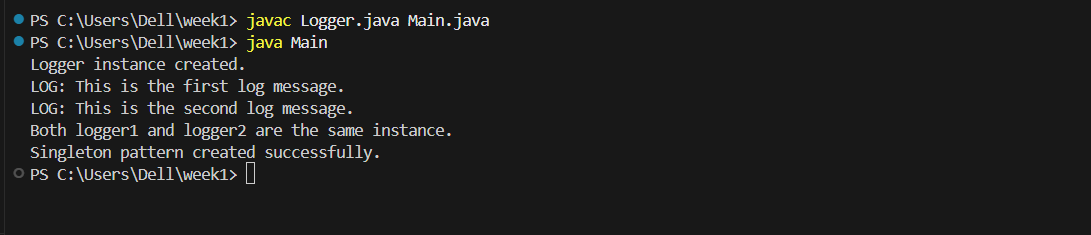 PS C:\Users\Dell\week1> javac Logger.java Main.java
PS C:\Users\Dell\week1> java Main
Logger instance created.
LOG: This is the first log message.
LOG: This is the second log message.
Both logger1 and logger2 are the same instance.
Singleton pattern created successfully.
PS C:\Users\Dell\week1>